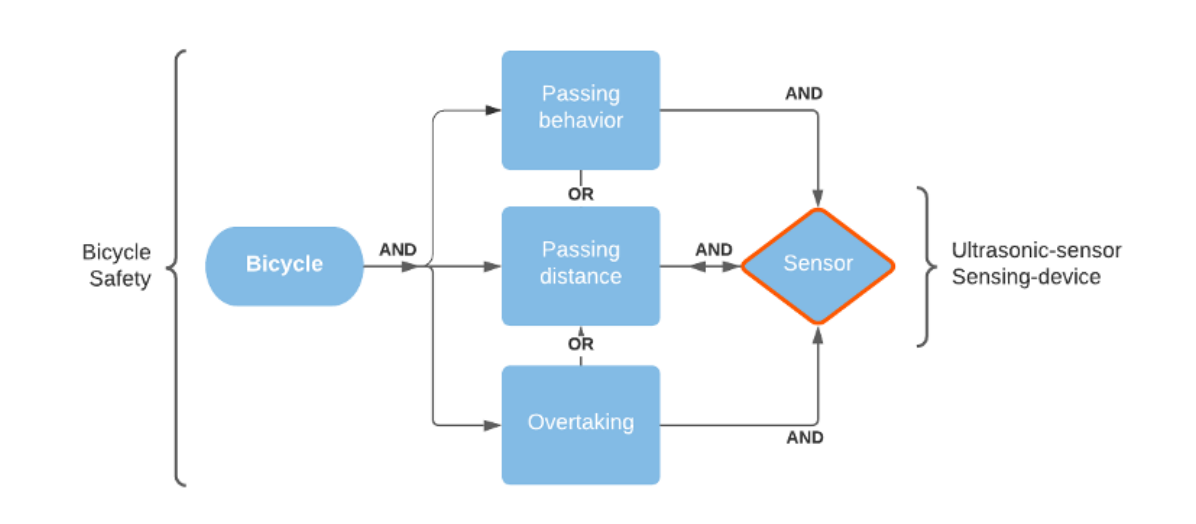 Bicycle
Safety
Bicycle
AND
Passing
behavior
OR
Passing
distance
OR
Overtaking
AND
AND
AND
Sensor
Ultrasonic-sensor
Sensing-device